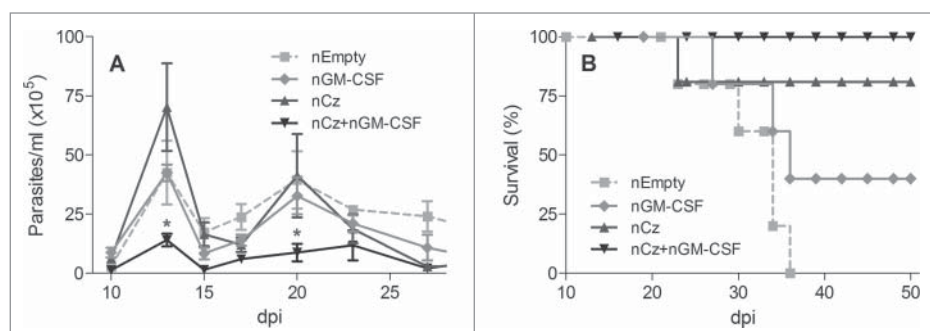 A
Parasites/ml (x10⁵)
100
75
50
25
0
nEmpty
nGM-CSF
nCz
nCz+nGM-CSF
*
*
10
15
20
25
dpi
B
Survival (%)
100
75
50
25
0
nEmpty
nGM-CSF
nCz
nCz+nGM-CSF
10
20
30
40
50
dpi